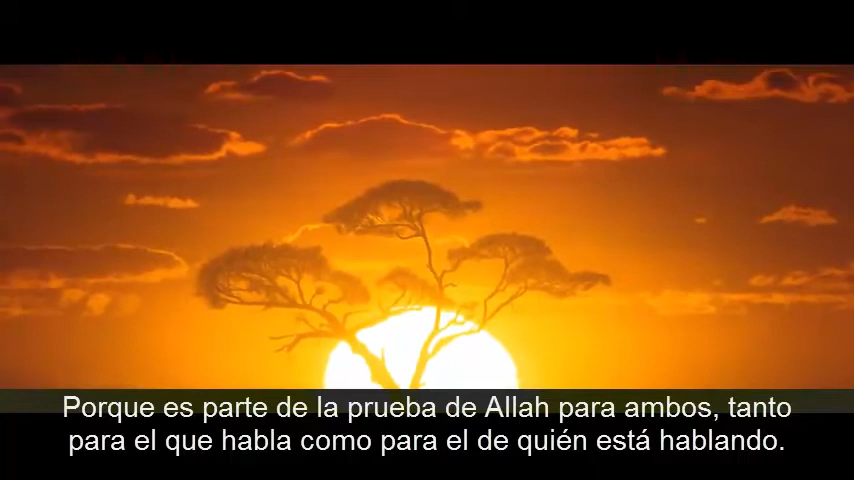 Porque es parte de la prueba de Allah para ambos, tanto
para el que habla como para el de quién está hablando.